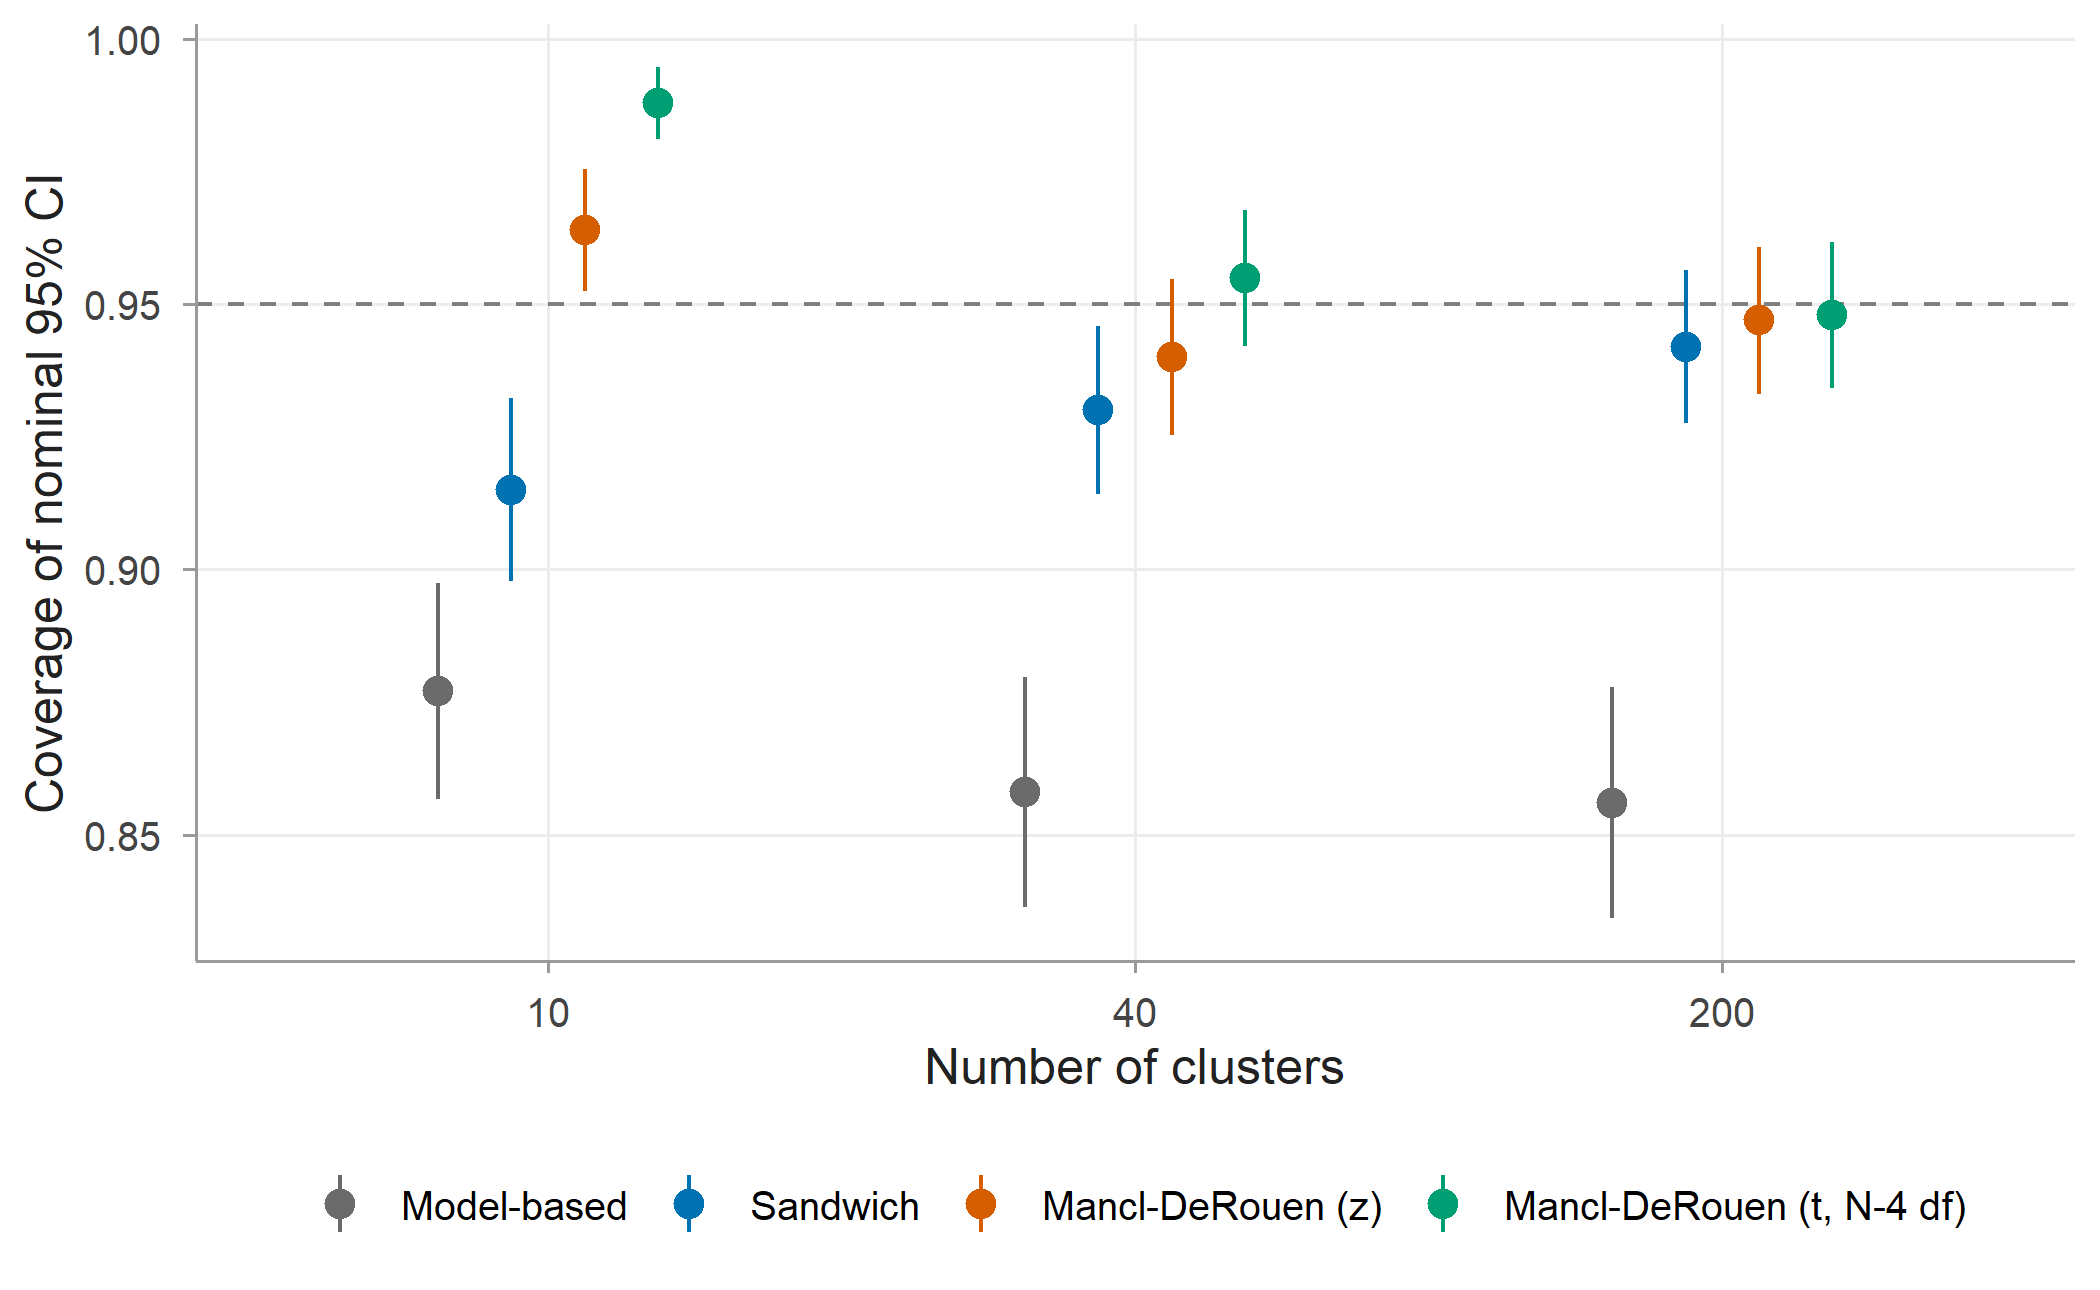 Coverage of nominal 95% CI
1.00
0.95
0.90
0.85
10
40
200
Number of clusters
Model-based
Sandwich
Mancl-DeRouen (z)
Mancl-DeRouen (t, N-4 df)